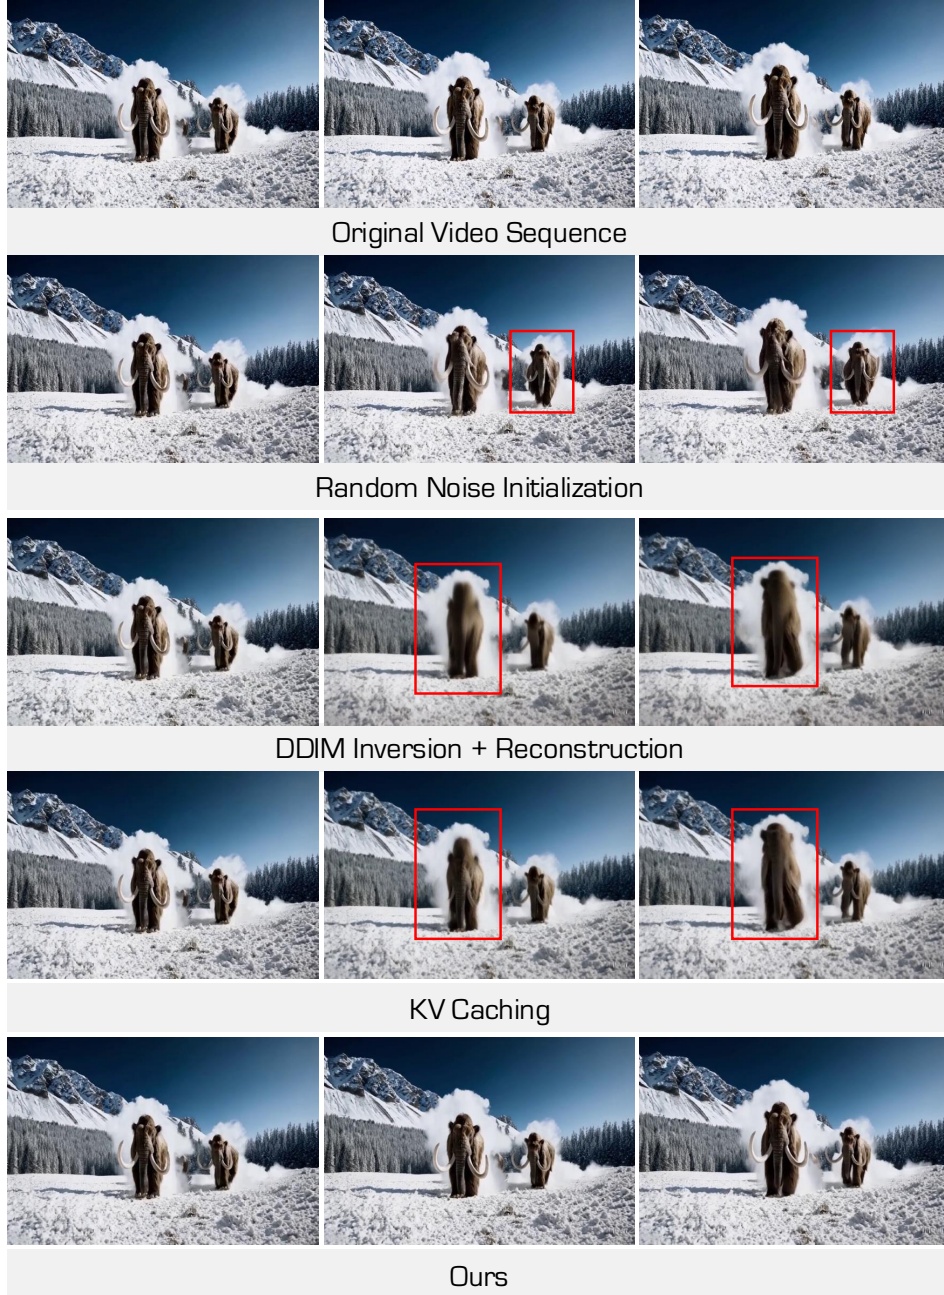 Original Video Sequence
Random Noise Initialization
DDIM Inversion + Reconstruction
KV Caching
Ours